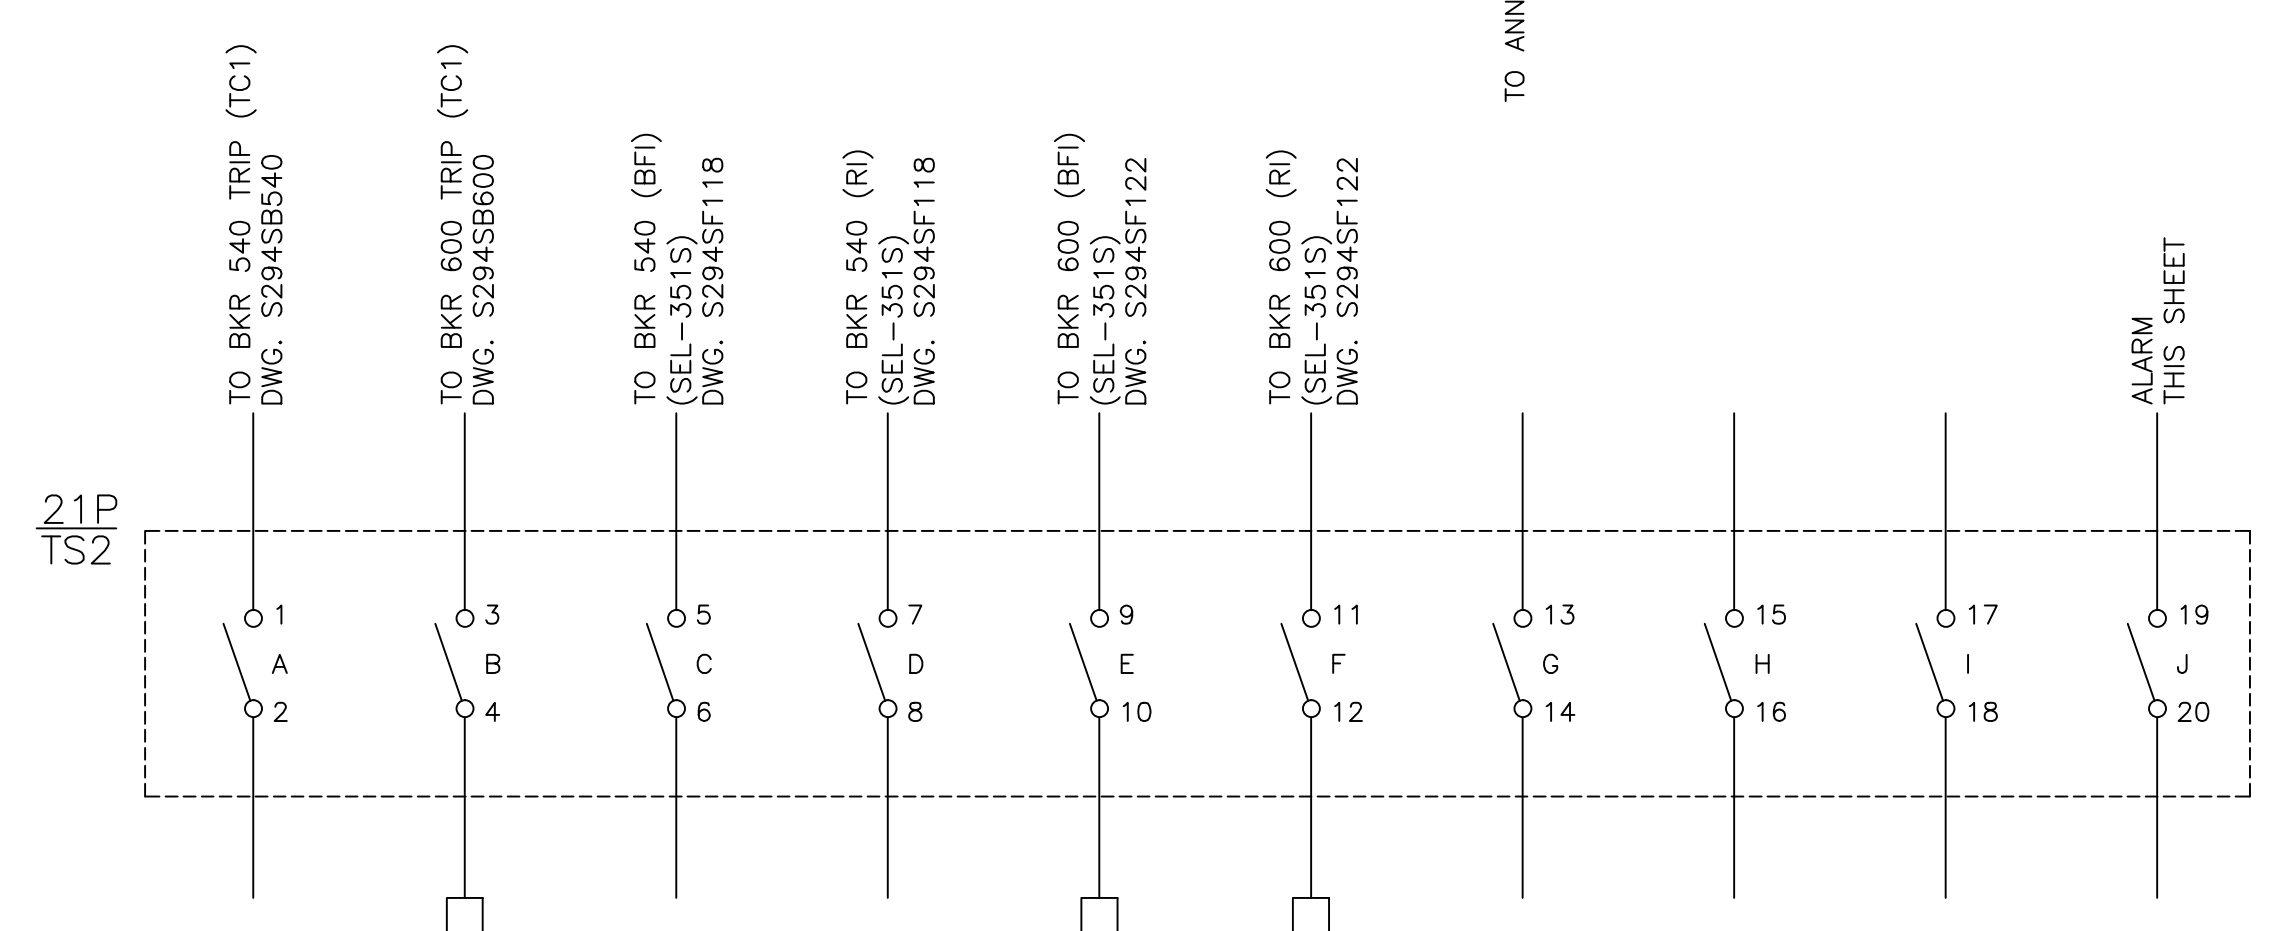 TO BKR 540 TRIP (TC1)
DWG. S294SB540
TO BKR 600 TRIP (TC1)
DWG. S294SB600
TO BKR 540 (BFI)
(SEL-351S)
DWG. S294SF118
TO BKR 540 (RI)
(SEL-351S)
DWG. S294SF118
TO BKR 600 (BFI)
(SEL-351S)
DWG. S294SF122
TO BKR 600 (RI)
(SEL-351S)
DWG. S294SF122
TO ANN
ALARM
THIS SHEET
21P
TS2
1
3
5
7
9
11
13
15
17
19
A
B
C
D
E
F
G
H
I
J
2
4
6
8
10
12
14
16
18
20